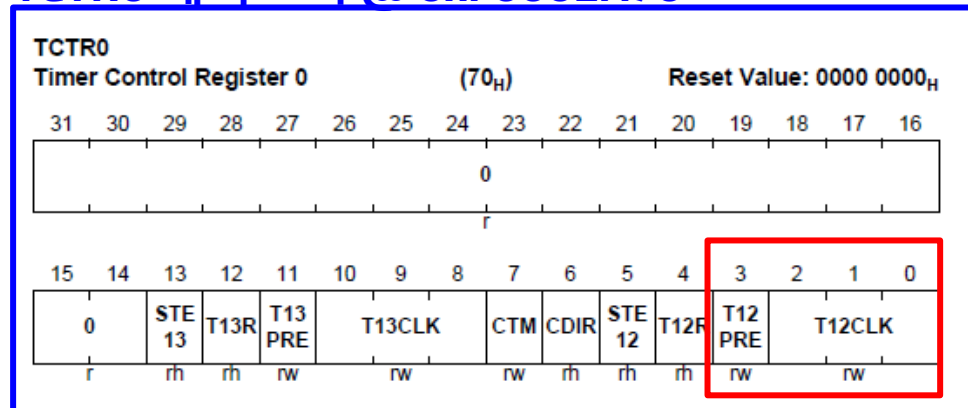 TCTR0
Timer Control Register 0 (70H) Reset Value: 0000 0000H
31 30 29 28 27 26 25 24 23 22 21 20 19 18 17 16
0
r
15 14 13 12 11 10 9 8 7 6 5 4 3 2 1 0
0 STE 13 T13R T13 PRE T13CLK CTM CDIR STE 12 T12R T12 PRE T12CLK
r rh rh rw rw rw rh rh rh rw rw